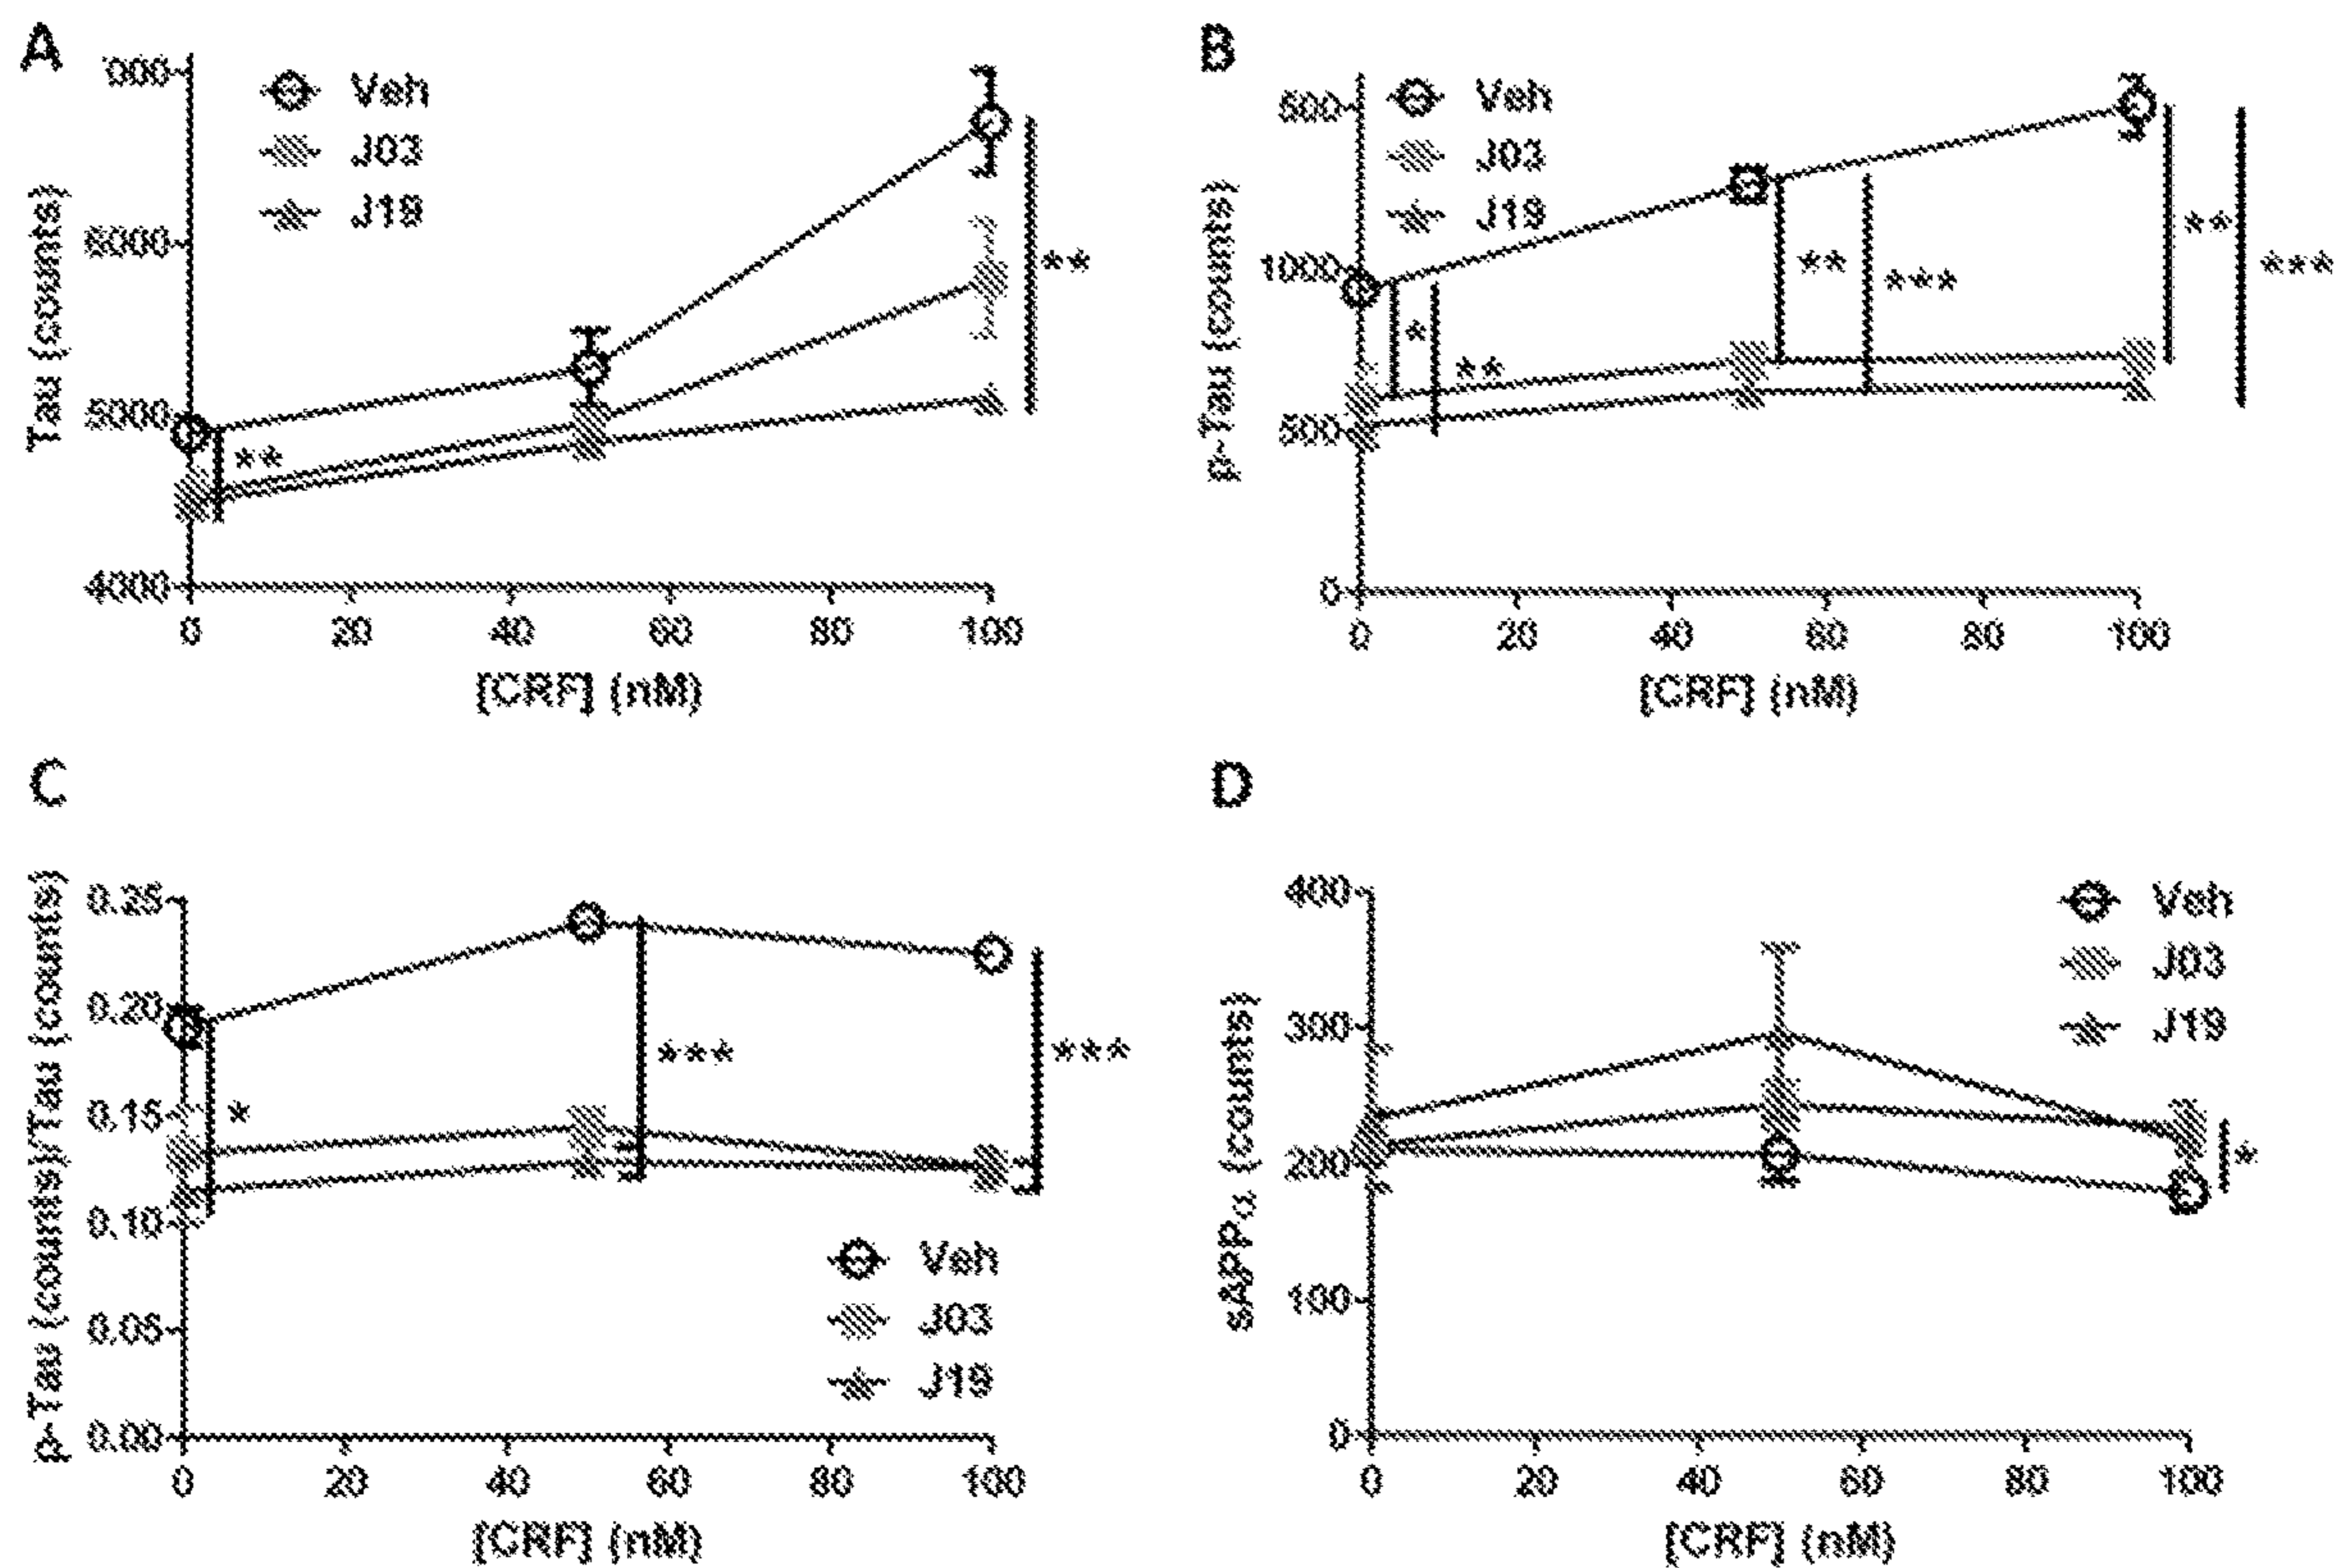 A
'000
Veh
J03
J19
6000
5000
4000
Tau (counts)
**
**
0 20 40 60 80 100
[CRF] (nM)
B
500
Veh
J03
J19
1000
500
0
p-Tau (counts)
*
**
**
***
**
***
0 20 40 60 80 100
[CRF] (nM)
C
0.25
0.20
0.15
0.10
0.05
0.00
p-Tau (counts)/Tau (counts)
*
***
***
Veh
J03
J19
0 20 40 60 80 100
[CRF] (nM)
D
400
300
200
100
0
sAPPα (counts)
Veh
J03
J19
*
0 20 40 60 80 100
[CRF] (nM)